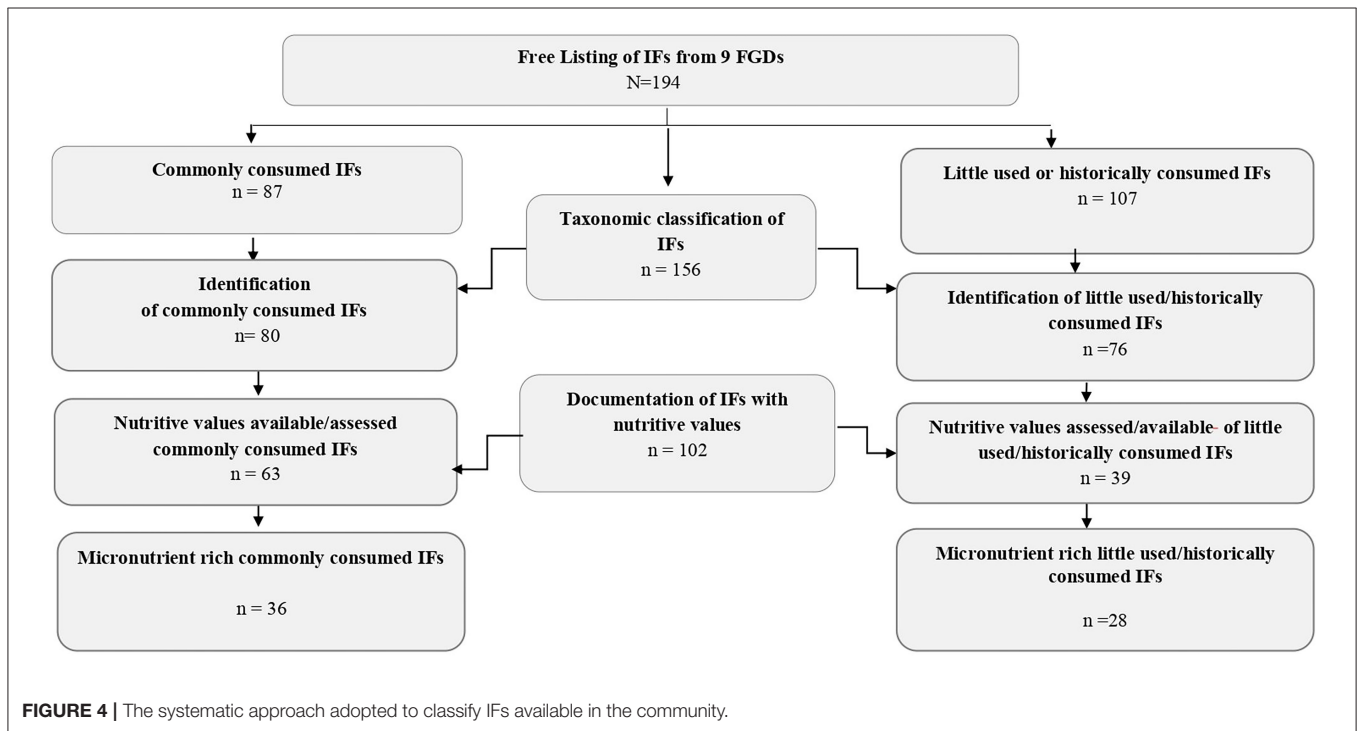 Free Listing of IFs from 9 FGDs
N=194
Commonly consumed IFs
n = 87
Little used or historically consumed IFs
n = 107
Taxonomic classification of
IFs
n = 156
Identification
of commonly consumed IFs
n= 80
Identification of little used/historically
consumed IFs
n =76
Documentation of IFs with
nutritive values
n = 102
Nutritive values available/assessed
commonly consumed IFs
n = 63
Nutritive values assessed/available- of little
used/historically consumed IFs
n = 39
Micronutrient rich commonly consumed IFs
n = 36
Micronutrient rich little used/historically
consumed IFs
n =28
FIGURE 4 | The systematic approach adopted to classify IFs available in the community.